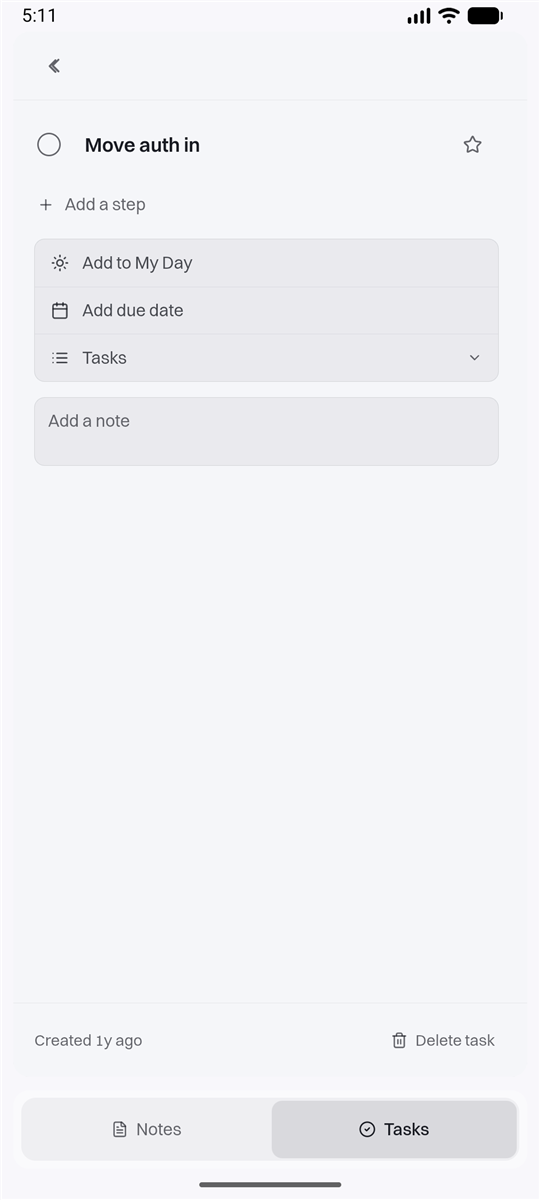 5:11
Move auth in
Add a step
Add to My Day
Add due date
Tasks
Add a note
Created 1y ago
Delete task
Notes
Tasks